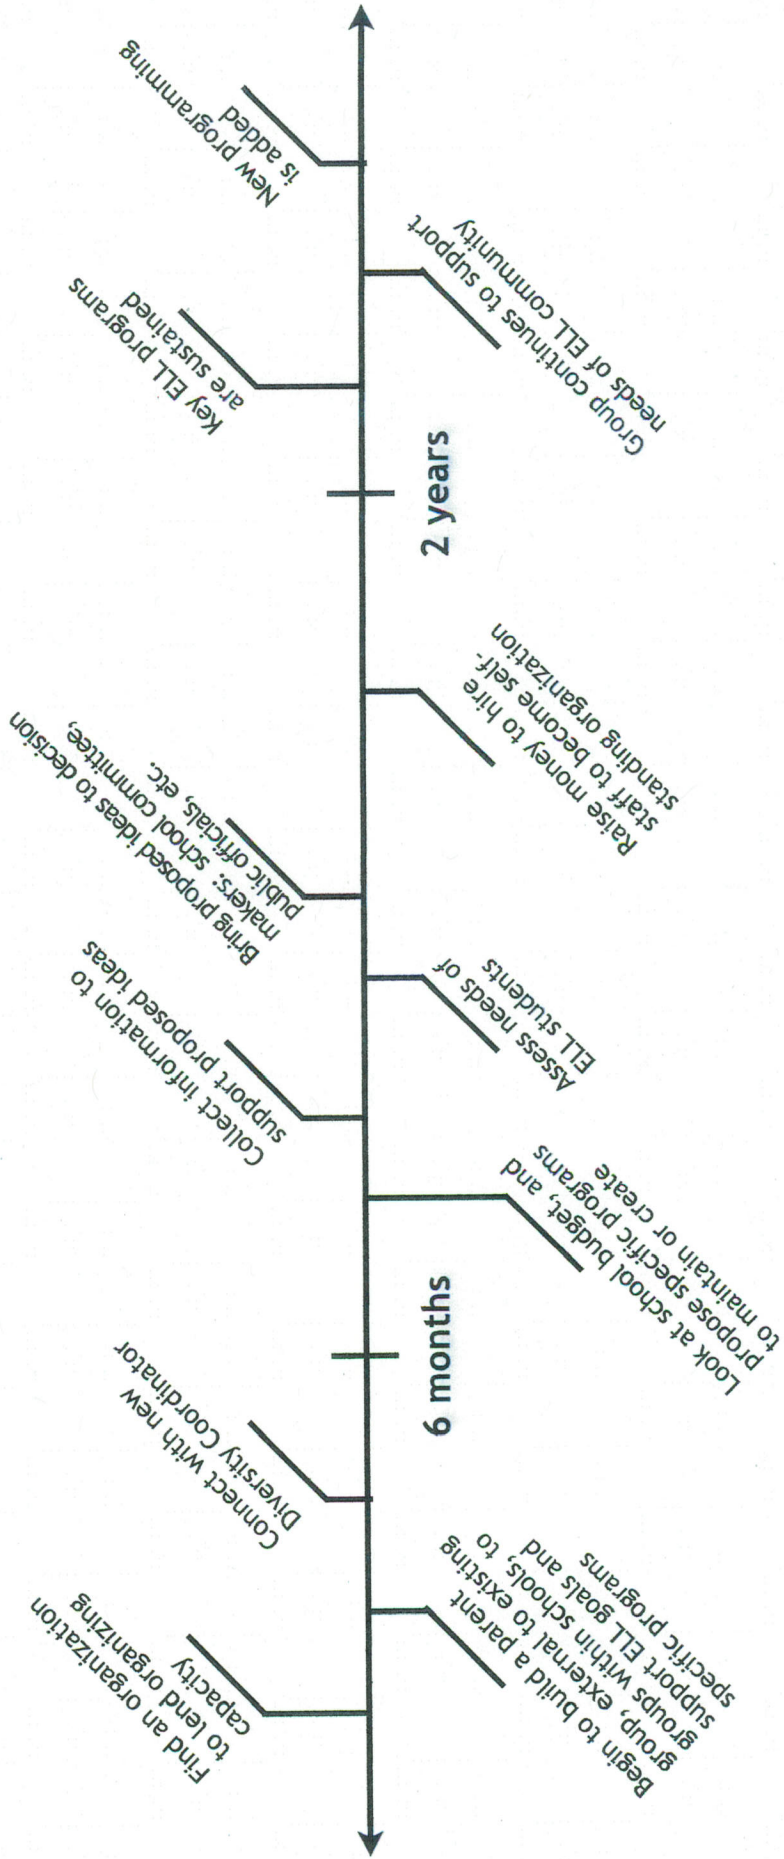 Find an organization
to lend organizing
capacity
Begin to build a parent
group, external to existing
groups within schools, to
support ELL goals and
specific programs
Connect with new
Diversity Coordinator
6 months
Look at school budget, and
propose specific programs
to maintain or create
Collect information to
support proposed ideas
Assess needs of
ELL students
Bring proposed ideas to decision
makers: school committee,
public officials, etc.
Raise money to hire
staff to become self-
standing organization
2 years
Key ELL programs
are sustained
Group continues to support
needs of ELL community
New programming
is added